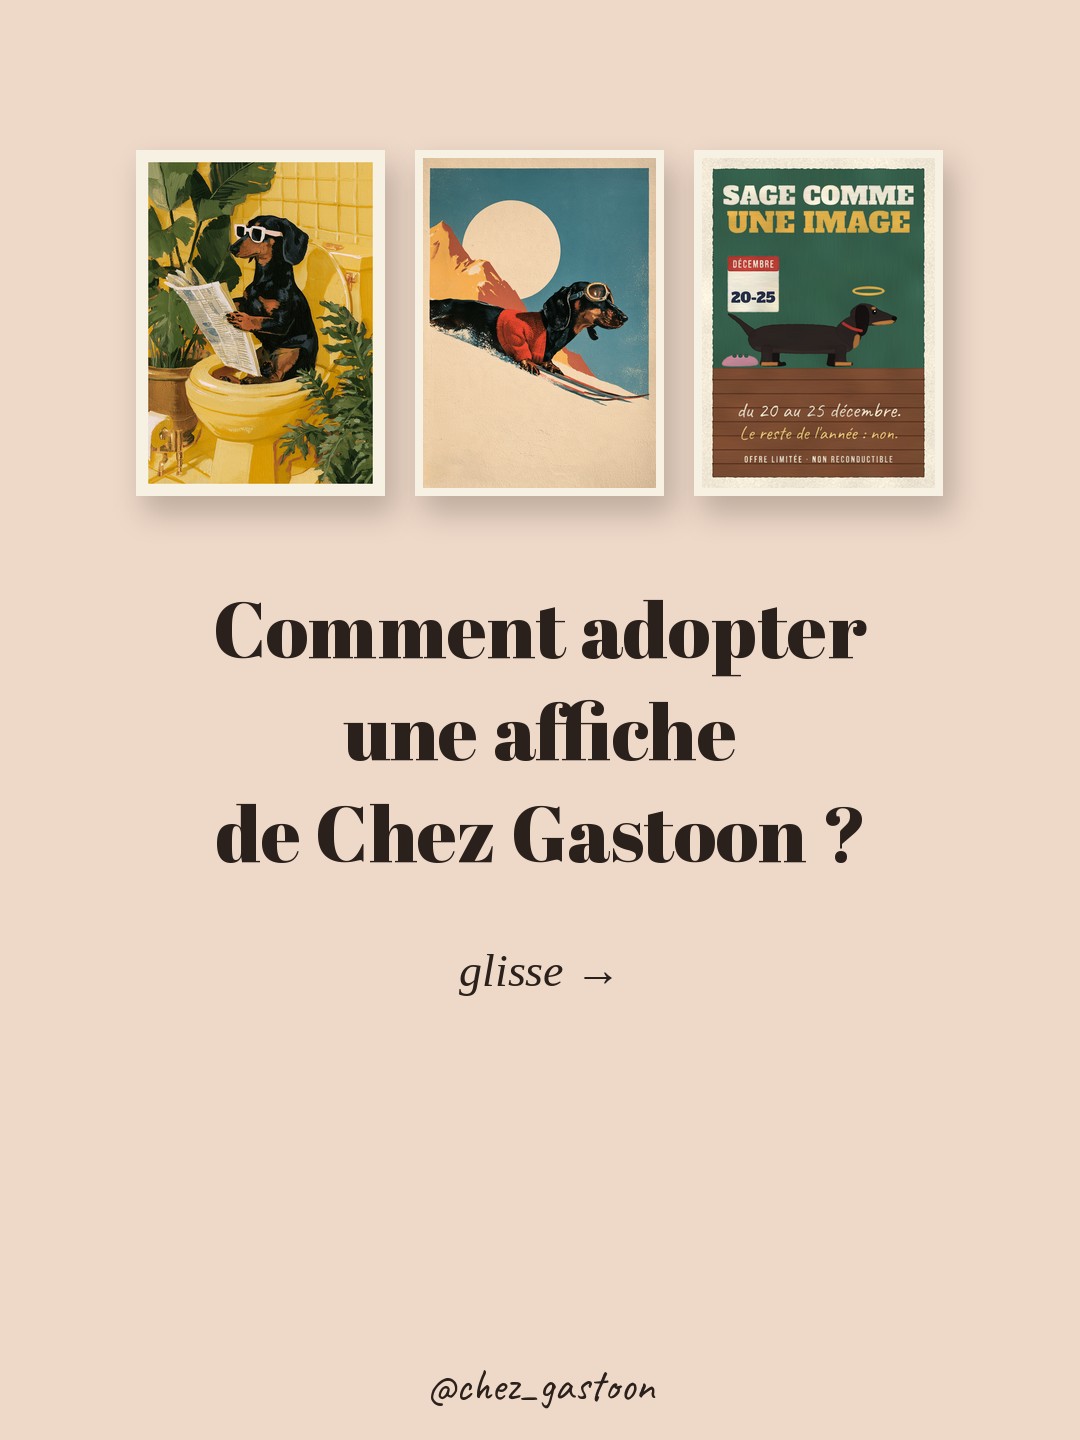 SAGE COMME
UNE IMAGE
DÉCEMBRE
20-25
du 20 au 25 décembre.
Le reste de l'année : non.
OFFRE LIMITÉE · NON RECONDUCTIBLE
Comment adopter
une affiche
de Chez Gastoon ?
glisse →
@chez_gastoon